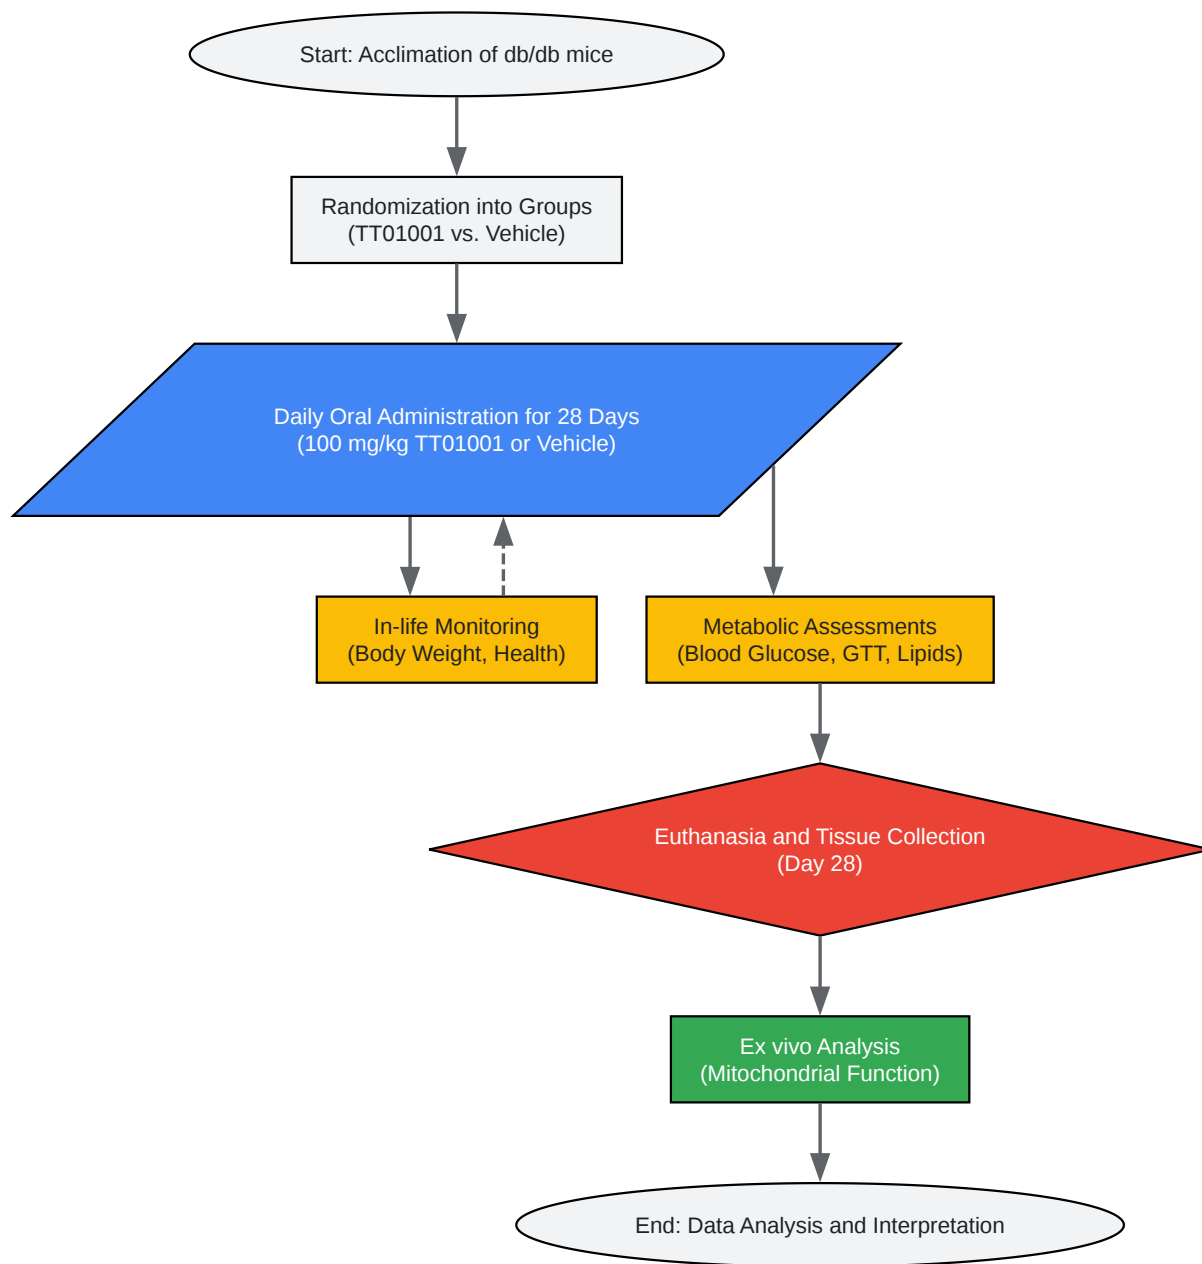 Start: Acclimation of db/db mice
Randomization into Groups
(TT01001 vs. Vehicle)
Daily Oral Administration for 28 Days
(100 mg/kg TT01001 or Vehicle)
In-life Monitoring
(Body Weight, Health)
Metabolic Assessments
(Blood Glucose, GTT, Lipids)
Euthanasia and Tissue Collection
(Day 28)
Ex vivo Analysis
(Mitochondrial Function)
End: Data Analysis and Interpretation